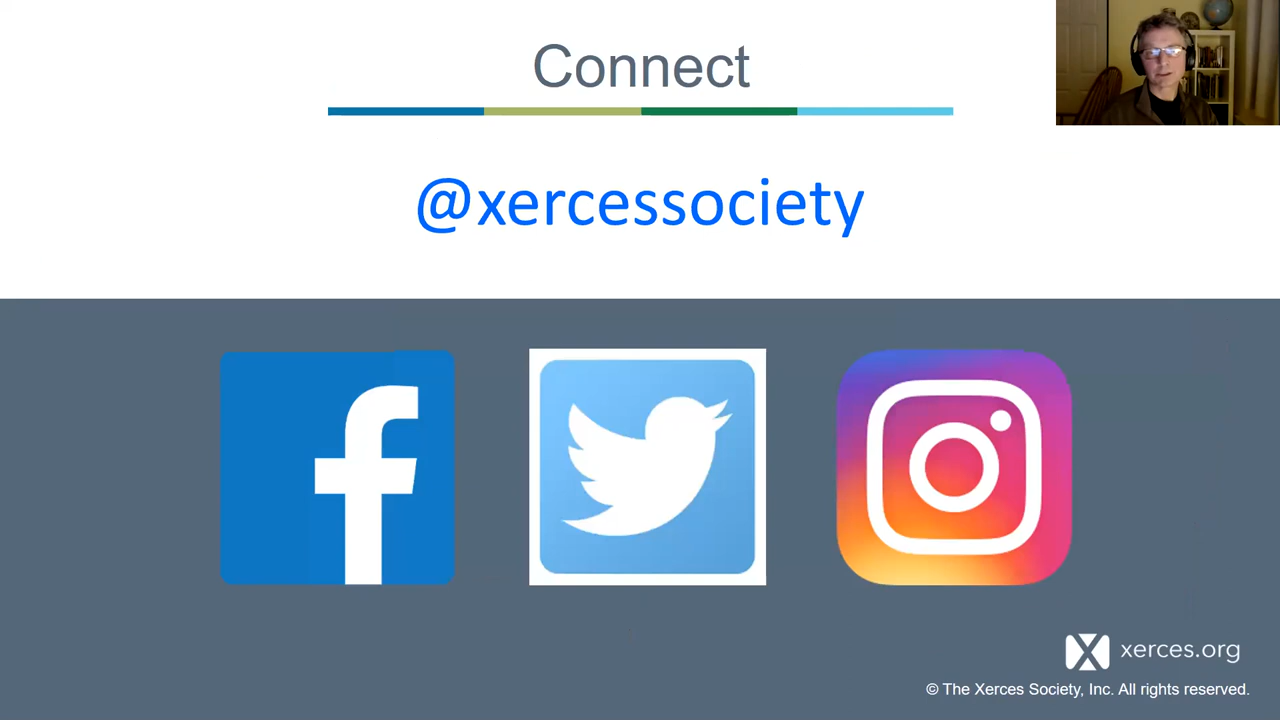 Connect
@xercessociety
xerces.org
© The Xerces Society, Inc. All rights reserved.